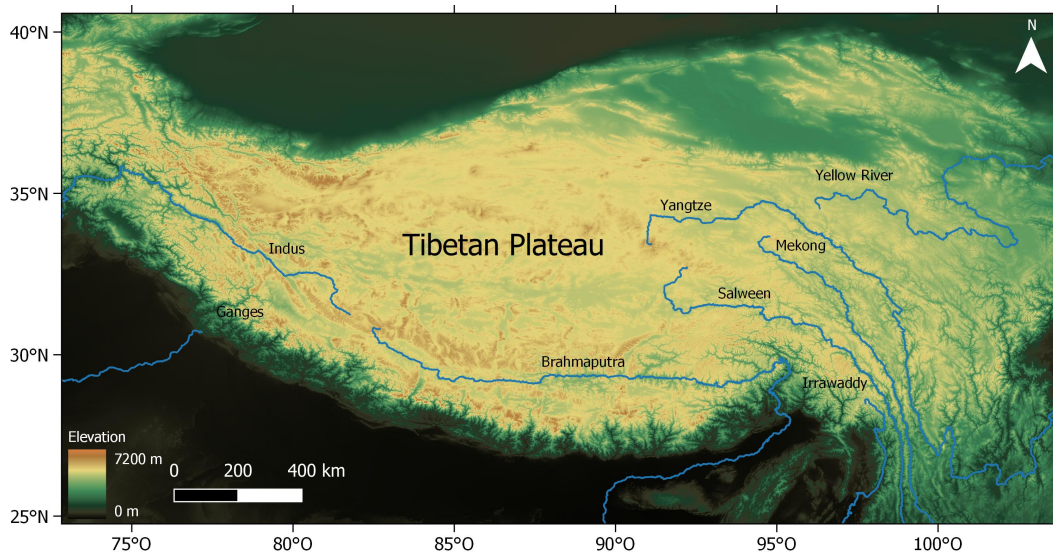 40°N
N
Yellow River
35°N
Yangtze
Mekong
Indus
Tibetan Plateau
Salween
Ganges
30°N
Brahmaputra
Irrawaddy
Elevation
7200 m
0 200 400 km
0 m
25°N
75°O 80°O 85°O 90°O 95°O 100°O